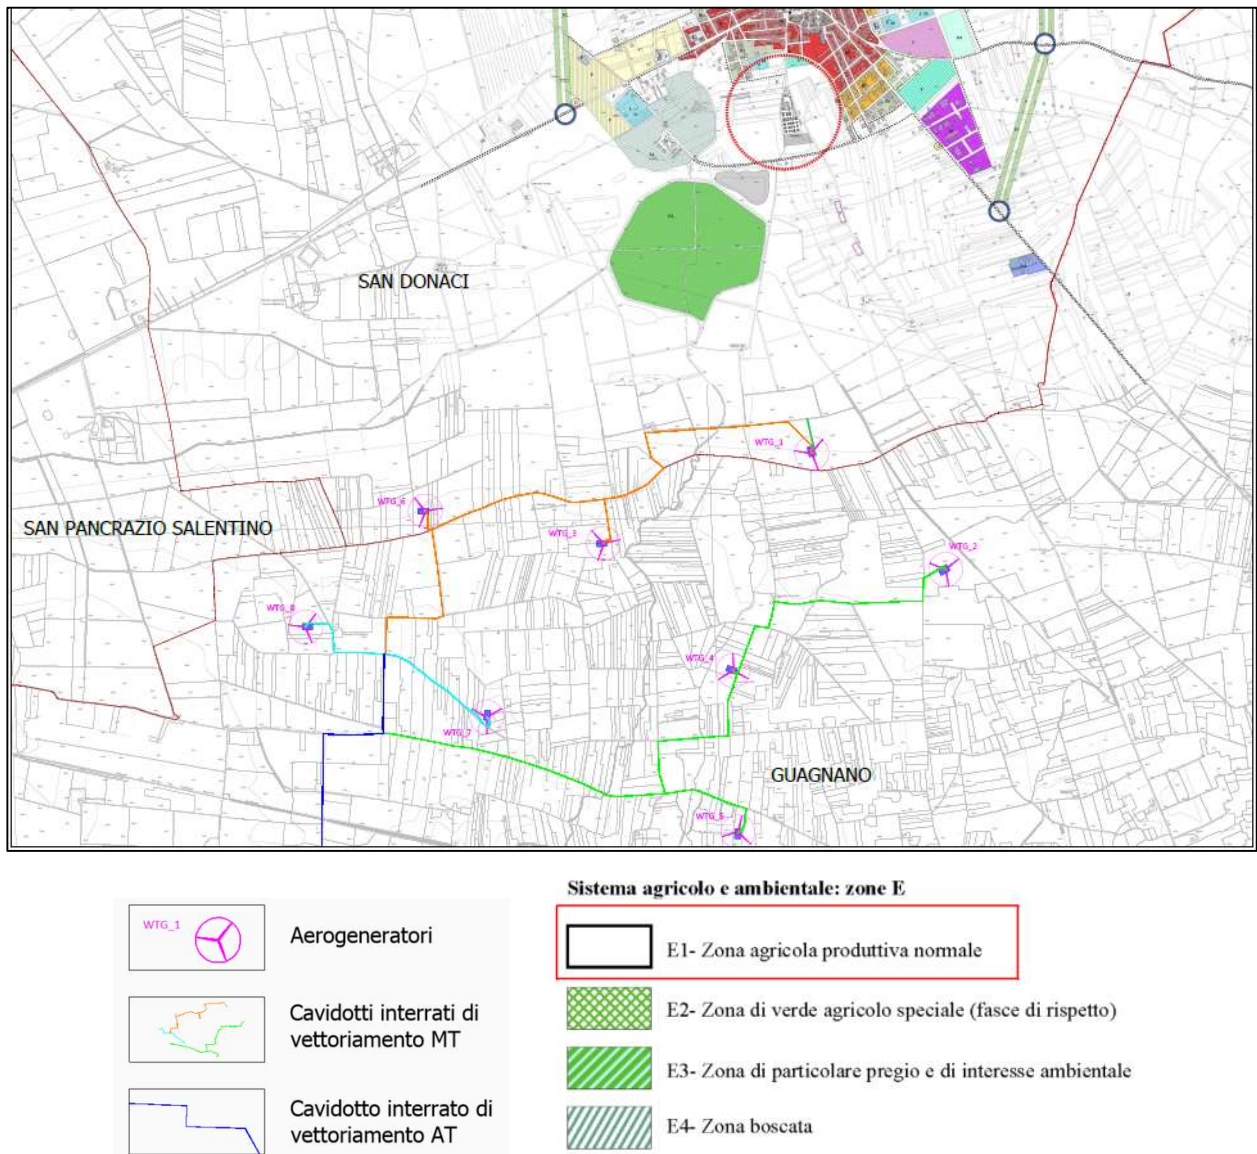 SAN DONACI
WTG_1
WTG_6
SAN PANCRAZIO SALENTINO
WTG_3
WTG_2
WTG_8
WTG_4
WTG_7
GUAGNANO
WTG_5
Sistema agricolo e ambientale: zone E
WTG_1
Aerogeneratori
E1- Zona agricola produttiva normale
Cavidotti interrati di
vettoriamento MT
E2- Zona di verde agricolo speciale (fasce di rispetto)
E3- Zona di particolare pregio e di interesse ambientale
Cavidotto interrato di
vettoriamento AT
E4- Zona boscata